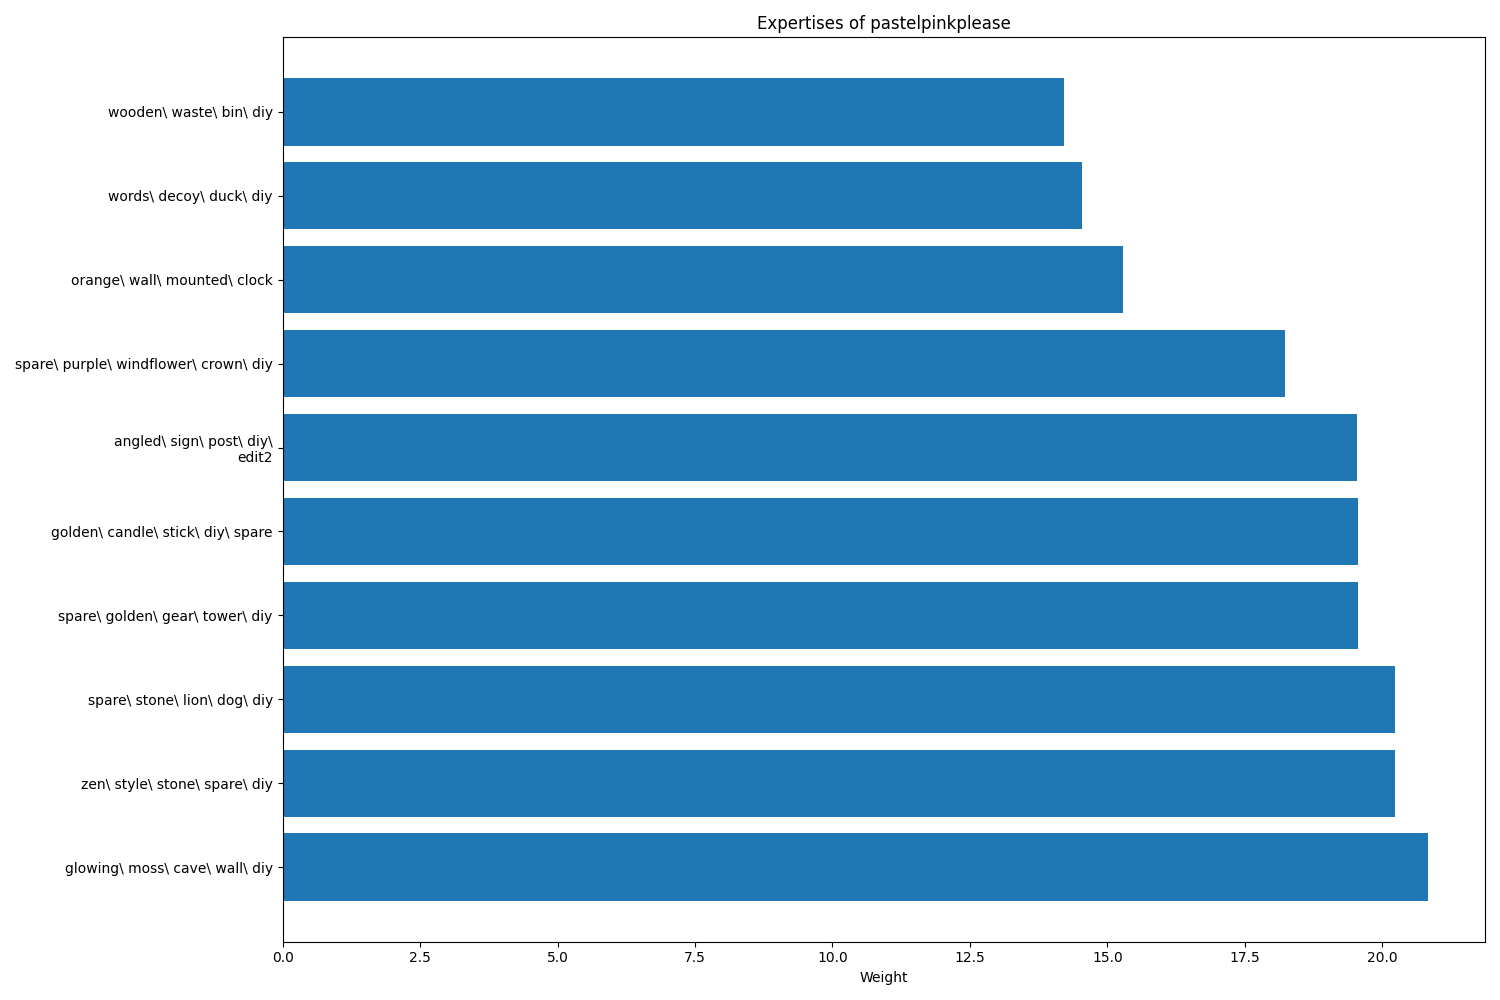 Expertises of pastelpinkplease
wooden\ waste\ bin\ diy
words\ decoy\ duck\ diy
orange\ wall\ mounted\ clock
spare\ purple\ windflower\ crown\ diy
angled\ sign\ post\ diy\
edit2
golden\ candle\ stick\ diy\ spare
spare\ golden\ gear\ tower\ diy
spare\ stone\ lion\ dog\ diy
zen\ style\ stone\ spare\ diy
glowing\ moss\ cave\ wall\ diy
0.0 2.5 5.0 7.5 10.0 12.5 15.0 17.5 20.0
Weight